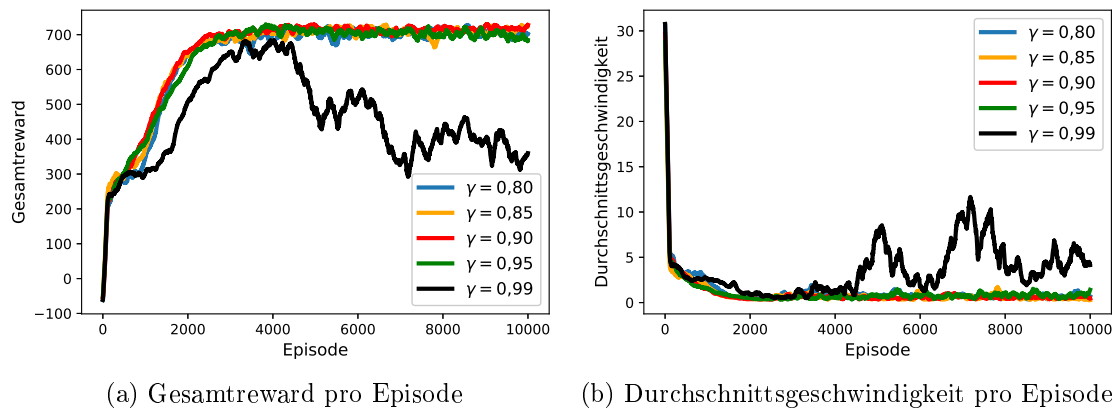 700
600
500
400
300
200
100
0
−100
Gesamtreward
0
2000
4000
6000
8000
10000
Episode
γ = 0,80
γ = 0,85
γ = 0,90
γ = 0,95
γ = 0,99
(a) Gesamtreward pro Episode
30
25
20
15
10
5
0
Durchschnittsgeschwindigkeit
0
2000
4000
6000
8000
10000
Episode
γ = 0,80
γ = 0,85
γ = 0,90
γ = 0,95
γ = 0,99
(b) Durchschnittsgeschwindigkeit pro Episode